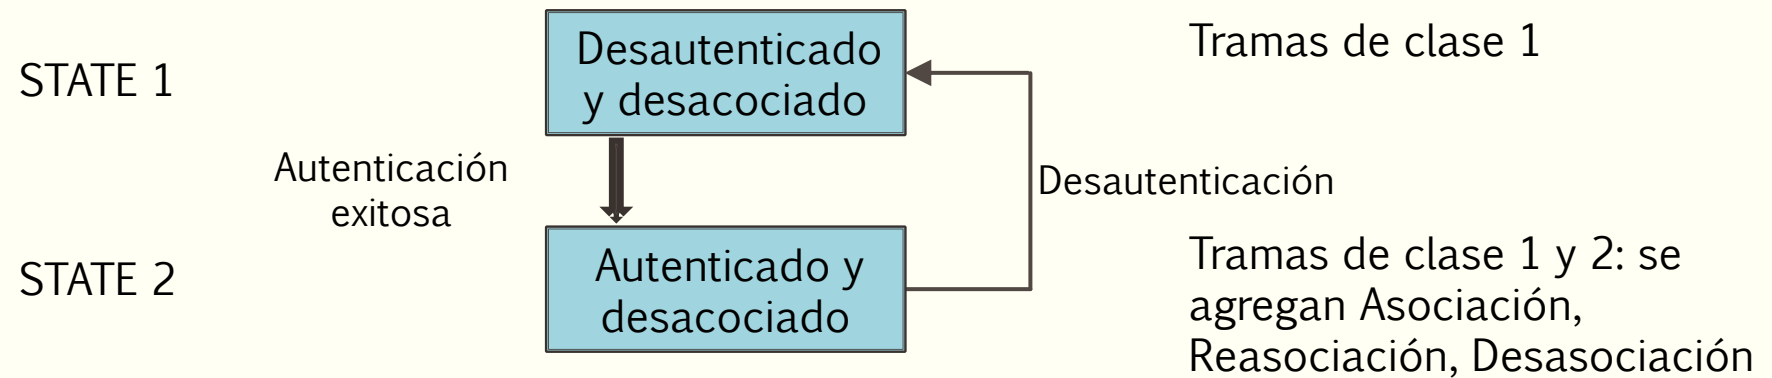 STATE 1
Desautenticado
y desacociado
Tramas de clase 1
Autenticación
exitosa
Desautenticación
STATE 2
Autenticado y
desacociado
Tramas de clase 1 y 2: se
agregan Asociación,
Reasociación, Desasociación